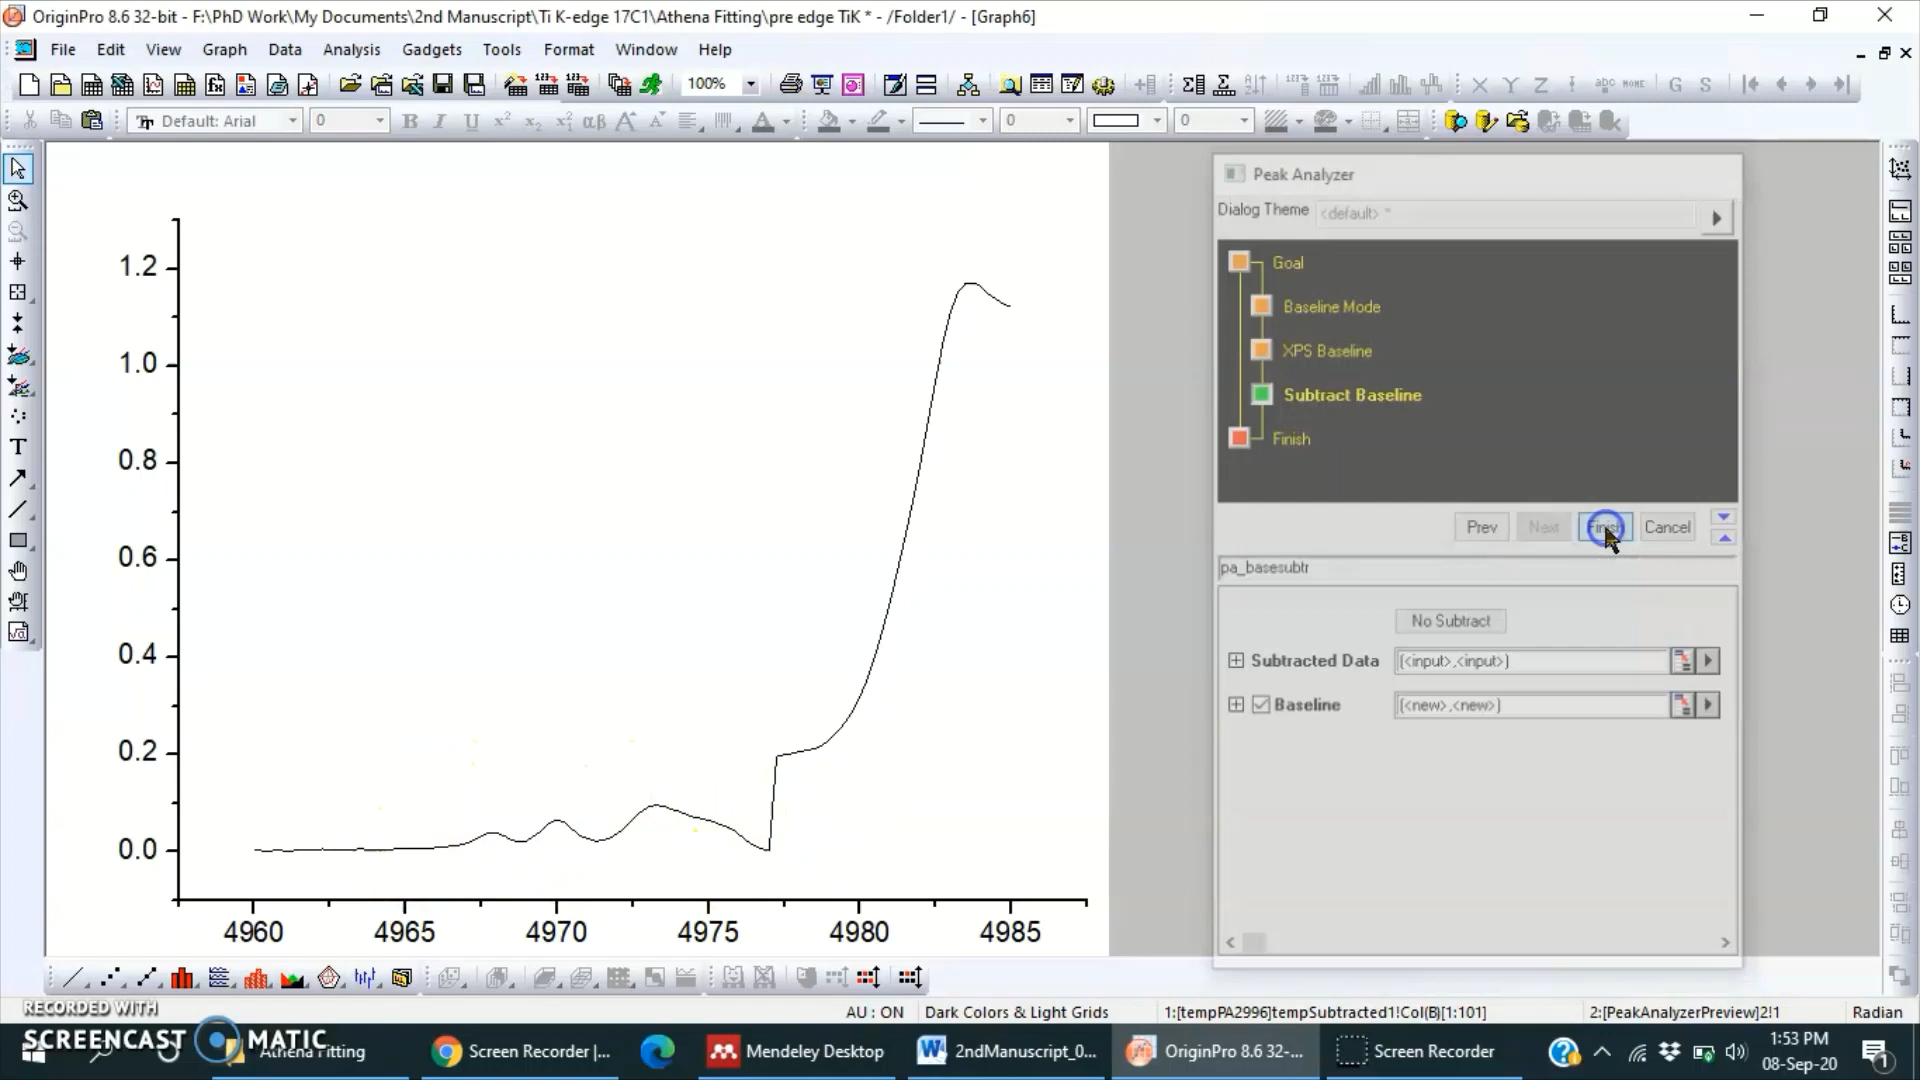 OriginPro 8.6 32-bit - F:\PhD Work\My Documents\2nd Manuscript\Ti K-edge 17C1\Athena Fitting\pre edge TiK * - /Folder1/ - [Graph6]
File Edit View Graph Data Analysis Gadgets Tools Format Window Help
100%
X Y Z abc NONE G S
Default: Arial 0 B I U x² x₂ αβ A A A 0 0
T
Peak Analyzer
Dialog Theme <default> *
Goal
Baseline Mode
XPS Baseline
Subtract Baseline
Finish
Prev Next Finish Cancel
pa_basesubtr
No Subtract
Subtracted Data (<input>,<input>)
Baseline (<new>,<new>)
1.2
1.0
0.8
0.6
0.4
0.2
0.0
4960 4965 4970 4975 4980 4985
RECORDED WITH
SCREENCAST MATIC
AU : ON Dark Colors & Light Grids 1:[tempPA2996]tempSubtracted1!Col(B)[1:101] 2:[PeakAnalyzerPreview]2!1 Radian
Athena Fitting Screen Recorder |... Mendeley Desktop 2ndManuscript_0... OriginPro 8.6 32-... Screen Recorder
1:53 PM
08-Sep-20
1